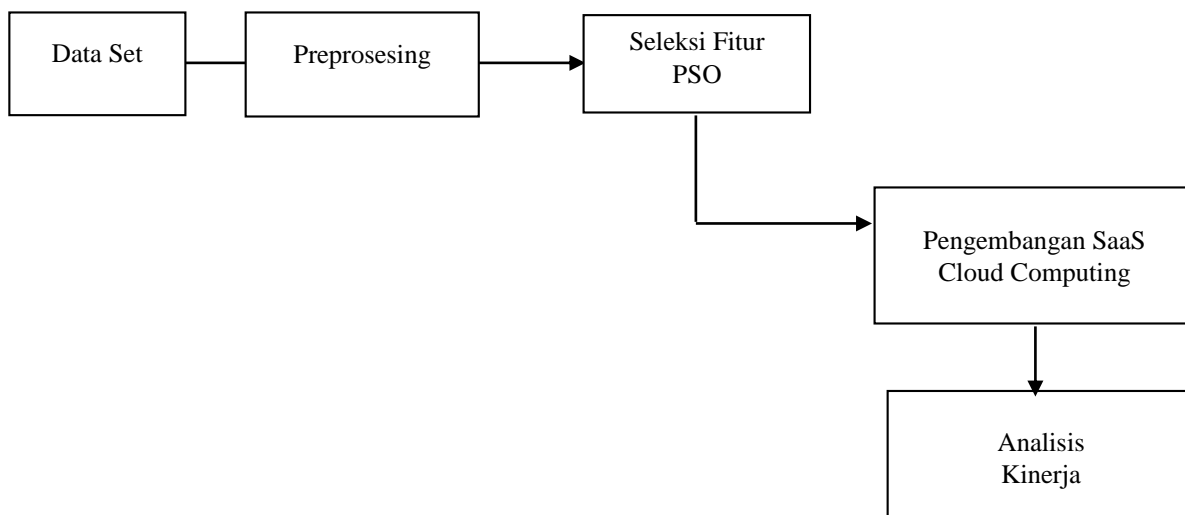 Data Set
Preprosesing
Seleksi Fitur
PSO
Pengembangan SaaS
Cloud Computing
Analisis
Kinerja